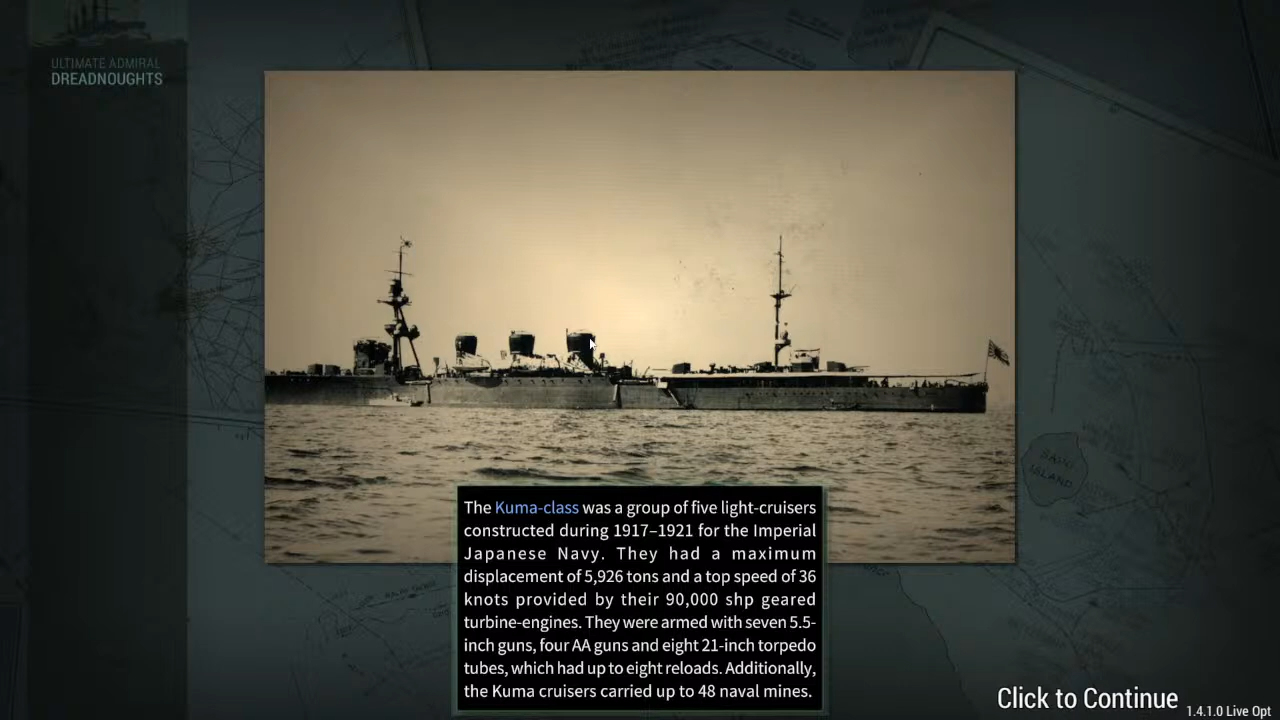 ULTIMATE ADMIRAL
DREADNOUGHTS
SAINT
ISLAND
The Kuma-class was a group of five light-cruisers
constructed during 1917–1921 for the Imperial
Japanese Navy. They had a maximum
displacement of 5,926 tons and a top speed of 36
knots provided by their 90,000 shp geared
turbine-engines. They were armed with seven 5.5-
inch guns, four AA guns and eight 21-inch torpedo
tubes, which had up to eight reloads. Additionally,
the Kuma cruisers carried up to 48 naval mines.
Click to Continue
1.4.1.0 Live Opt